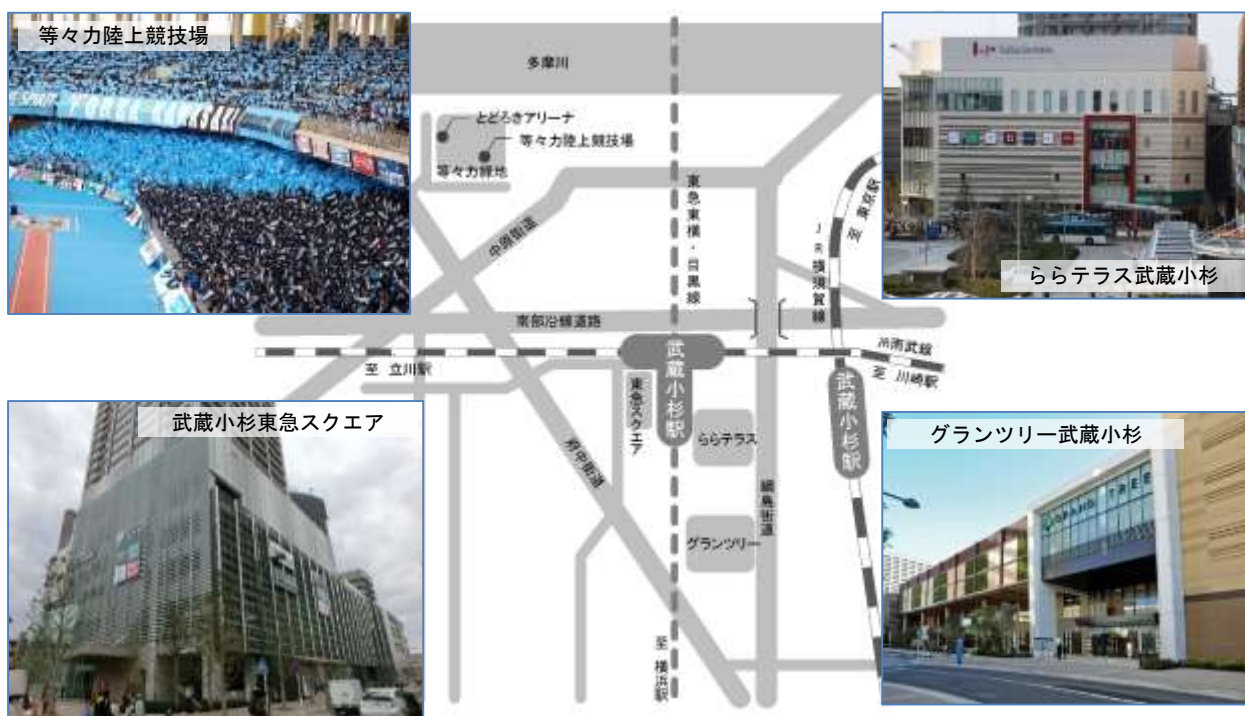 等々力陸上競技場
多摩川
とどろきアリーナ
等々力陸上競技場
等々力緑地
中原街道
東急東横・目黒線
至 東京駅
JR横須賀線
ららテラス武蔵小杉
南部沿線道路
JR南武線
至 立川駅
至 川崎駅
武蔵小杉駅
武蔵小杉駅
東急スクエア
ららテラス
武蔵小杉東急スクエア
グランツリー武蔵小杉
府中街道
綱島街道
グランツリー
GRAND TREE
至 横浜駅